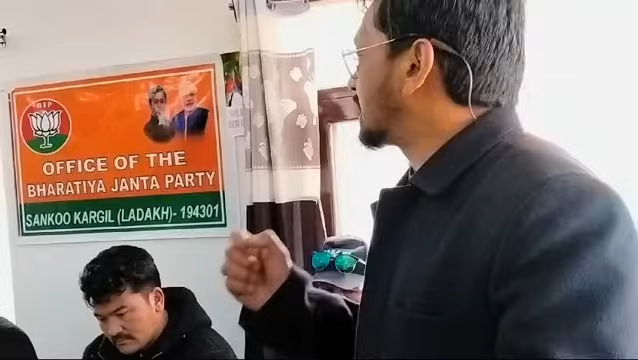 BJP
OFFICE OF THE
BHARATIYA JANTA PARTY
SANKOO KARGIL (LADAKH)- 194301